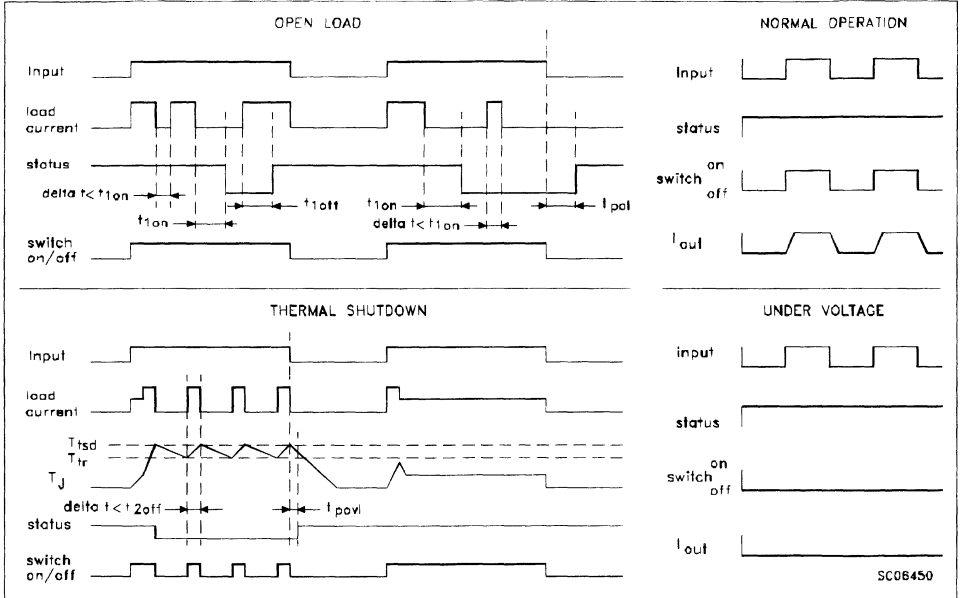 OPEN LOAD
Input
load
current
status
delta t< t1on
t1on
t1off
t1on
delta t< t1on
tpol
switch
on/off
NORMAL OPERATION
Input
status
switch on
off
Iout
THERMAL SHUTDOWN
Input
load
current
Ttsd
Ttr
TJ
delta t< t2off
tpovl
status
switch
on/off
UNDER VOLTAGE
input
status
switch on
off
Iout
SC06450